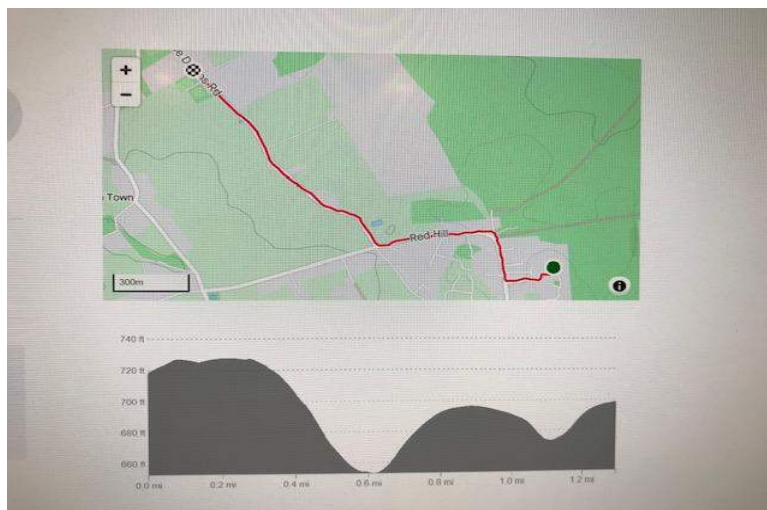 +
−
Red Hill
Town
300m
i
740 ft
720 ft
700 ft
680 ft
660 ft
0.0 mi
0.2 mi
0.4 mi
0.6 mi
0.8 mi
1.0 mi
1.2 mi